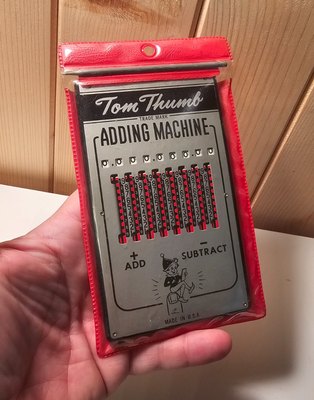 Tom Thumb
TRADE MARK
ADDING MACHINE
+ −
ADD SUBTRACT
MADE IN U.S.A.